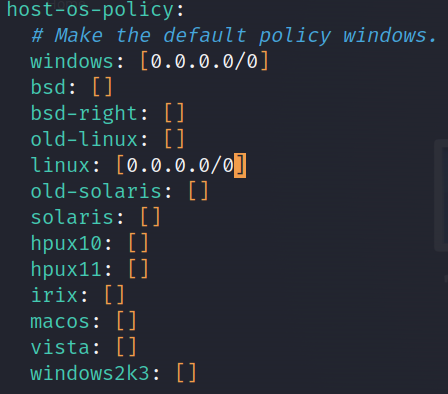 host-os-policy:
  # Make the default policy windows.
  windows: [0.0.0.0/0]
  bsd: []
  bsd-right: []
  old-linux: []
  linux: [0.0.0.0/0]
  old-solaris: []
  solaris: []
  hpux10: []
  hpux11: []
  irix: []
  macos: []
  vista: []
  windows2k3: []